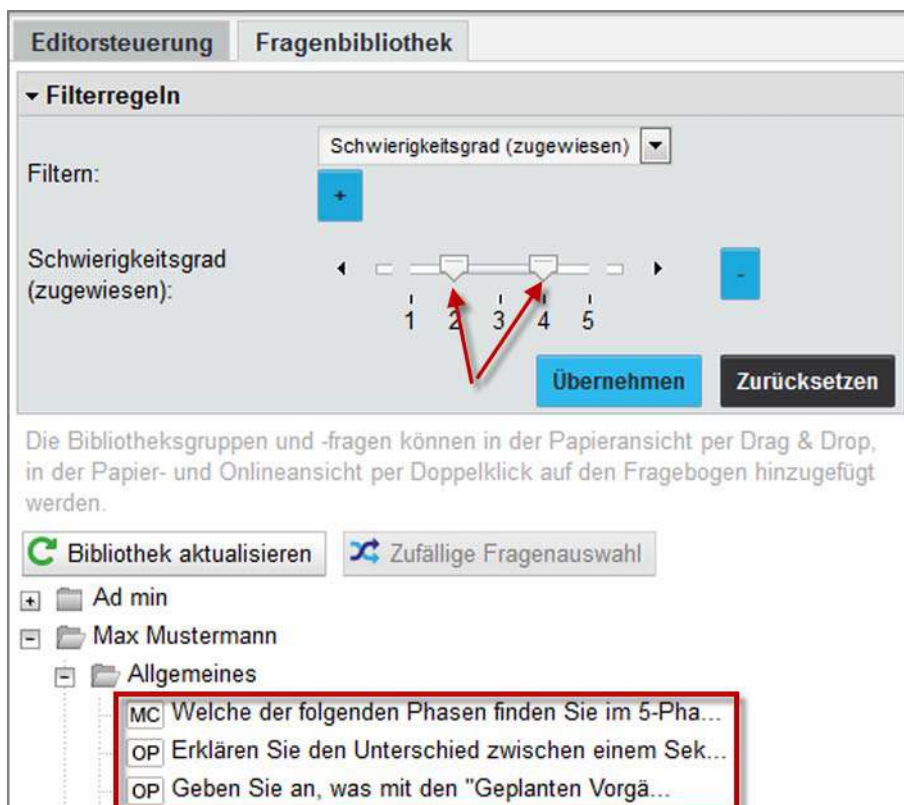 Editorsteuerung Fragenbibliothek
Filterregeln
Schwierigkeitsgrad (zugewiesen)
Filtern:
+
Schwierigkeitsgrad
(zugewiesen):
-
1 2 3 4 5
Übernehmen Zurücksetzen
Die Bibliotheksgruppen und -fragen können in der Papieransicht per Drag & Drop,
in der Papier- und Onlineansicht per Doppelklick auf den Fragebogen hinzugefügt
werden.
Bibliothek aktualisieren Zufällige Fragenauswahl
Ad min
Max Mustermann
Allgemeines
MC Welche der folgenden Phasen finden Sie im 5-Pha...
OP Erklären Sie den Unterschied zwischen einem Sek...
OP Geben Sie an, was mit den "Geplanten Vorgä...